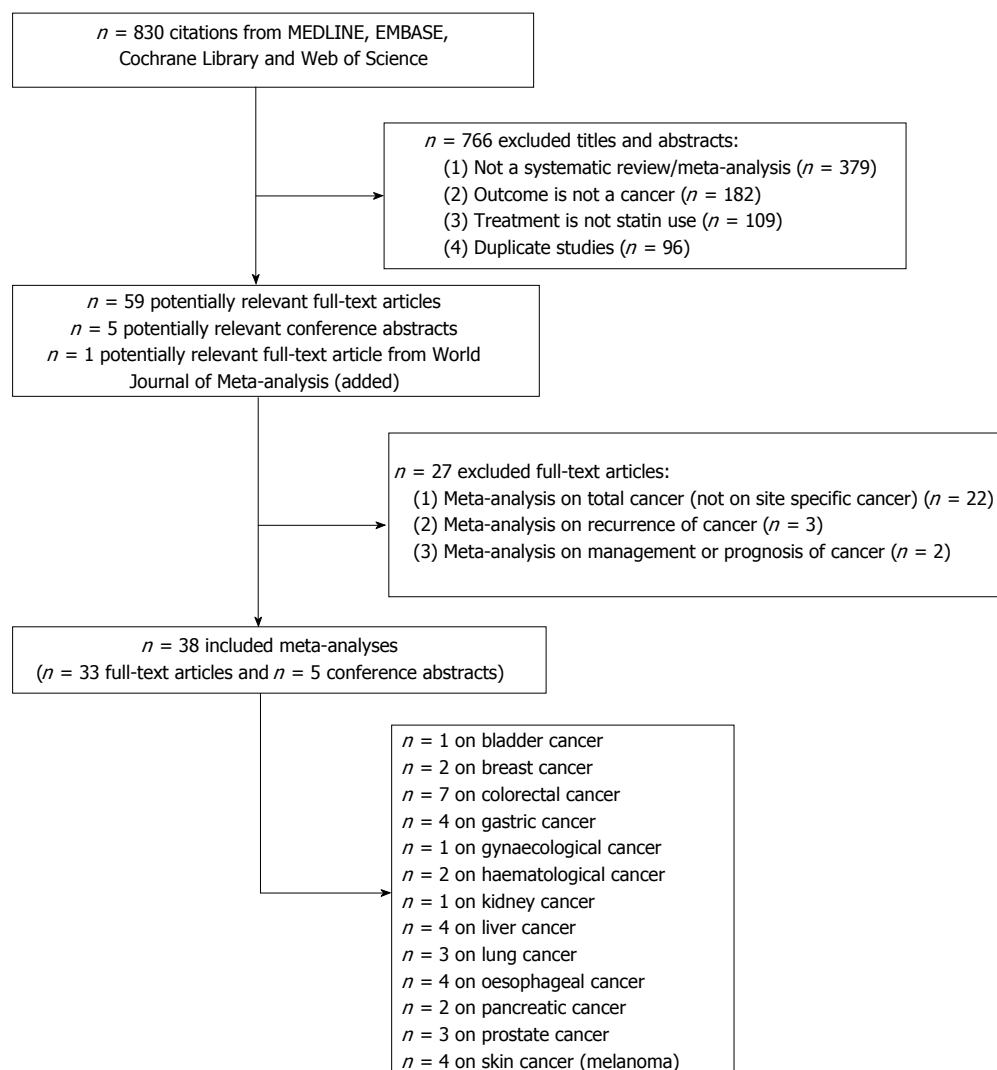 n = 830 citations from MEDLINE, EMBASE,
Cochrane Library and Web of Science
n = 766 excluded titles and abstracts:
(1) Not a systematic review/meta-analysis (n = 379)
(2) Outcome is not a cancer (n = 182)
(3) Treatment is not statin use (n = 109)
(4) Duplicate studies (n = 96)
n = 59 potentially relevant full-text articles
n = 5 potentially relevant conference abstracts
n = 1 potentially relevant full-text article from World
Journal of Meta-analysis (added)
n = 27 excluded full-text articles:
(1) Meta-analysis on total cancer (not on site specific cancer) (n = 22)
(2) Meta-analysis on recurrence of cancer (n = 3)
(3) Meta-analysis on management or prognosis of cancer (n = 2)
n = 38 included meta-analyses
(n = 33 full-text articles and n = 5 conference abstracts)
n = 1 on bladder cancer
n = 2 on breast cancer
n = 7 on colorectal cancer
n = 4 on gastric cancer
n = 1 on gynaecological cancer
n = 2 on haematological cancer
n = 1 on kidney cancer
n = 4 on liver cancer
n = 3 on lung cancer
n = 4 on oesophageal cancer
n = 2 on pancreatic cancer
n = 3 on prostate cancer
n = 4 on skin cancer (melanoma)